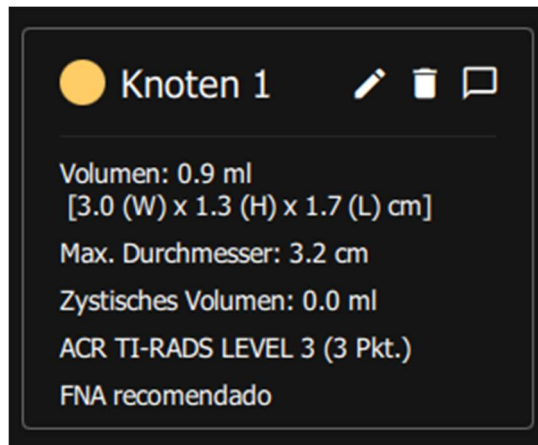 Knoten 1
Volumen: 0.9 ml
[3.0 (W) x 1.3 (H) x 1.7 (L) cm]
Max. Durchmesser: 3.2 cm
Zystisches Volumen: 0.0 ml
ACR TI-RADS LEVEL 3 (3 Pkt.)
FNA recomendado